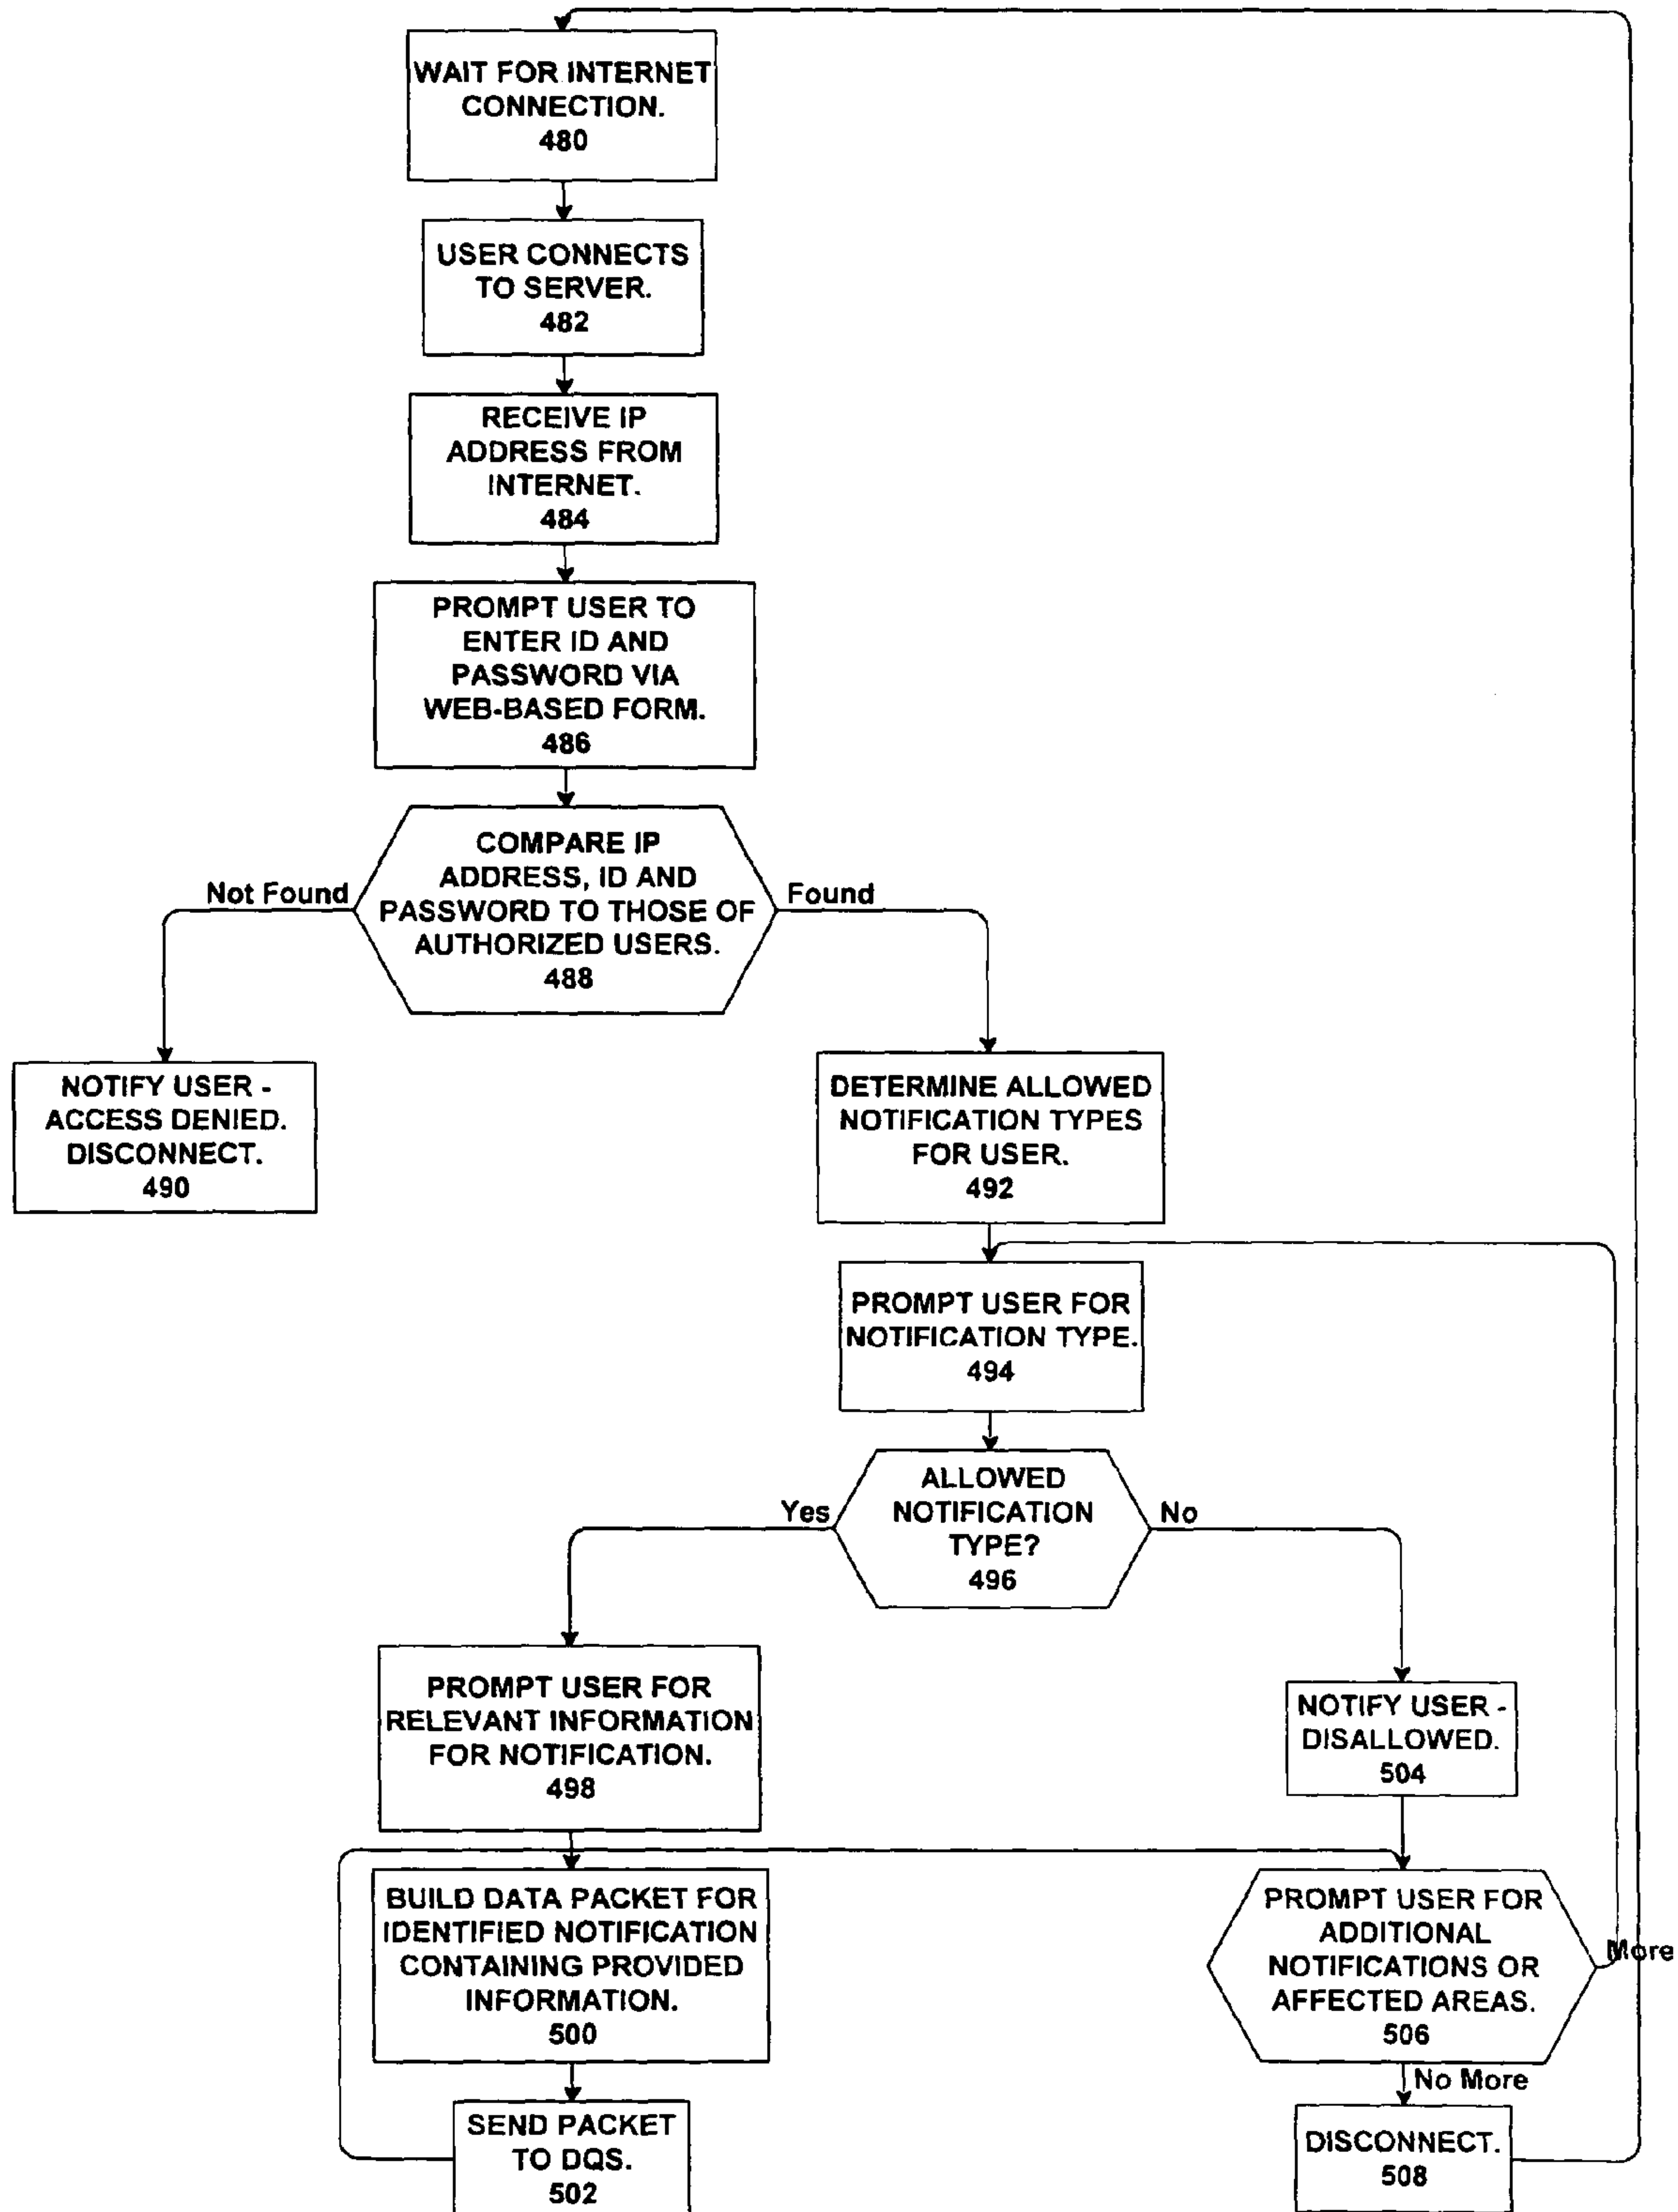 WAIT FOR INTERNET
CONNECTION.
480
USER CONNECTS
TO SERVER.
482
RECEIVE IP
ADDRESS FROM
INTERNET.
484
PROMPT USER TO
ENTER ID AND
PASSWORD VIA
WEB-BASED FORM.
486
COMPARE IP
ADDRESS, ID AND
PASSWORD TO THOSE OF
AUTHORIZED USERS.
488
Not Found
Found
NOTIFY USER -
ACCESS DENIED.
DISCONNECT.
490
DETERMINE ALLOWED
NOTIFICATION TYPES
FOR USER.
492
PROMPT USER FOR
NOTIFICATION TYPE.
494
ALLOWED
NOTIFICATION
TYPE?
496
Yes
No
PROMPT USER FOR
RELEVANT INFORMATION
FOR NOTIFICATION.
498
NOTIFY USER -
DISALLOWED.
504
BUILD DATA PACKET FOR
IDENTIFIED NOTIFICATION
CONTAINING PROVIDED
INFORMATION.
500
PROMPT USER FOR
ADDITIONAL
NOTIFICATIONS OR
AFFECTED AREAS.
506
More
No More
SEND PACKET
TO DQS.
502
DISCONNECT.
508